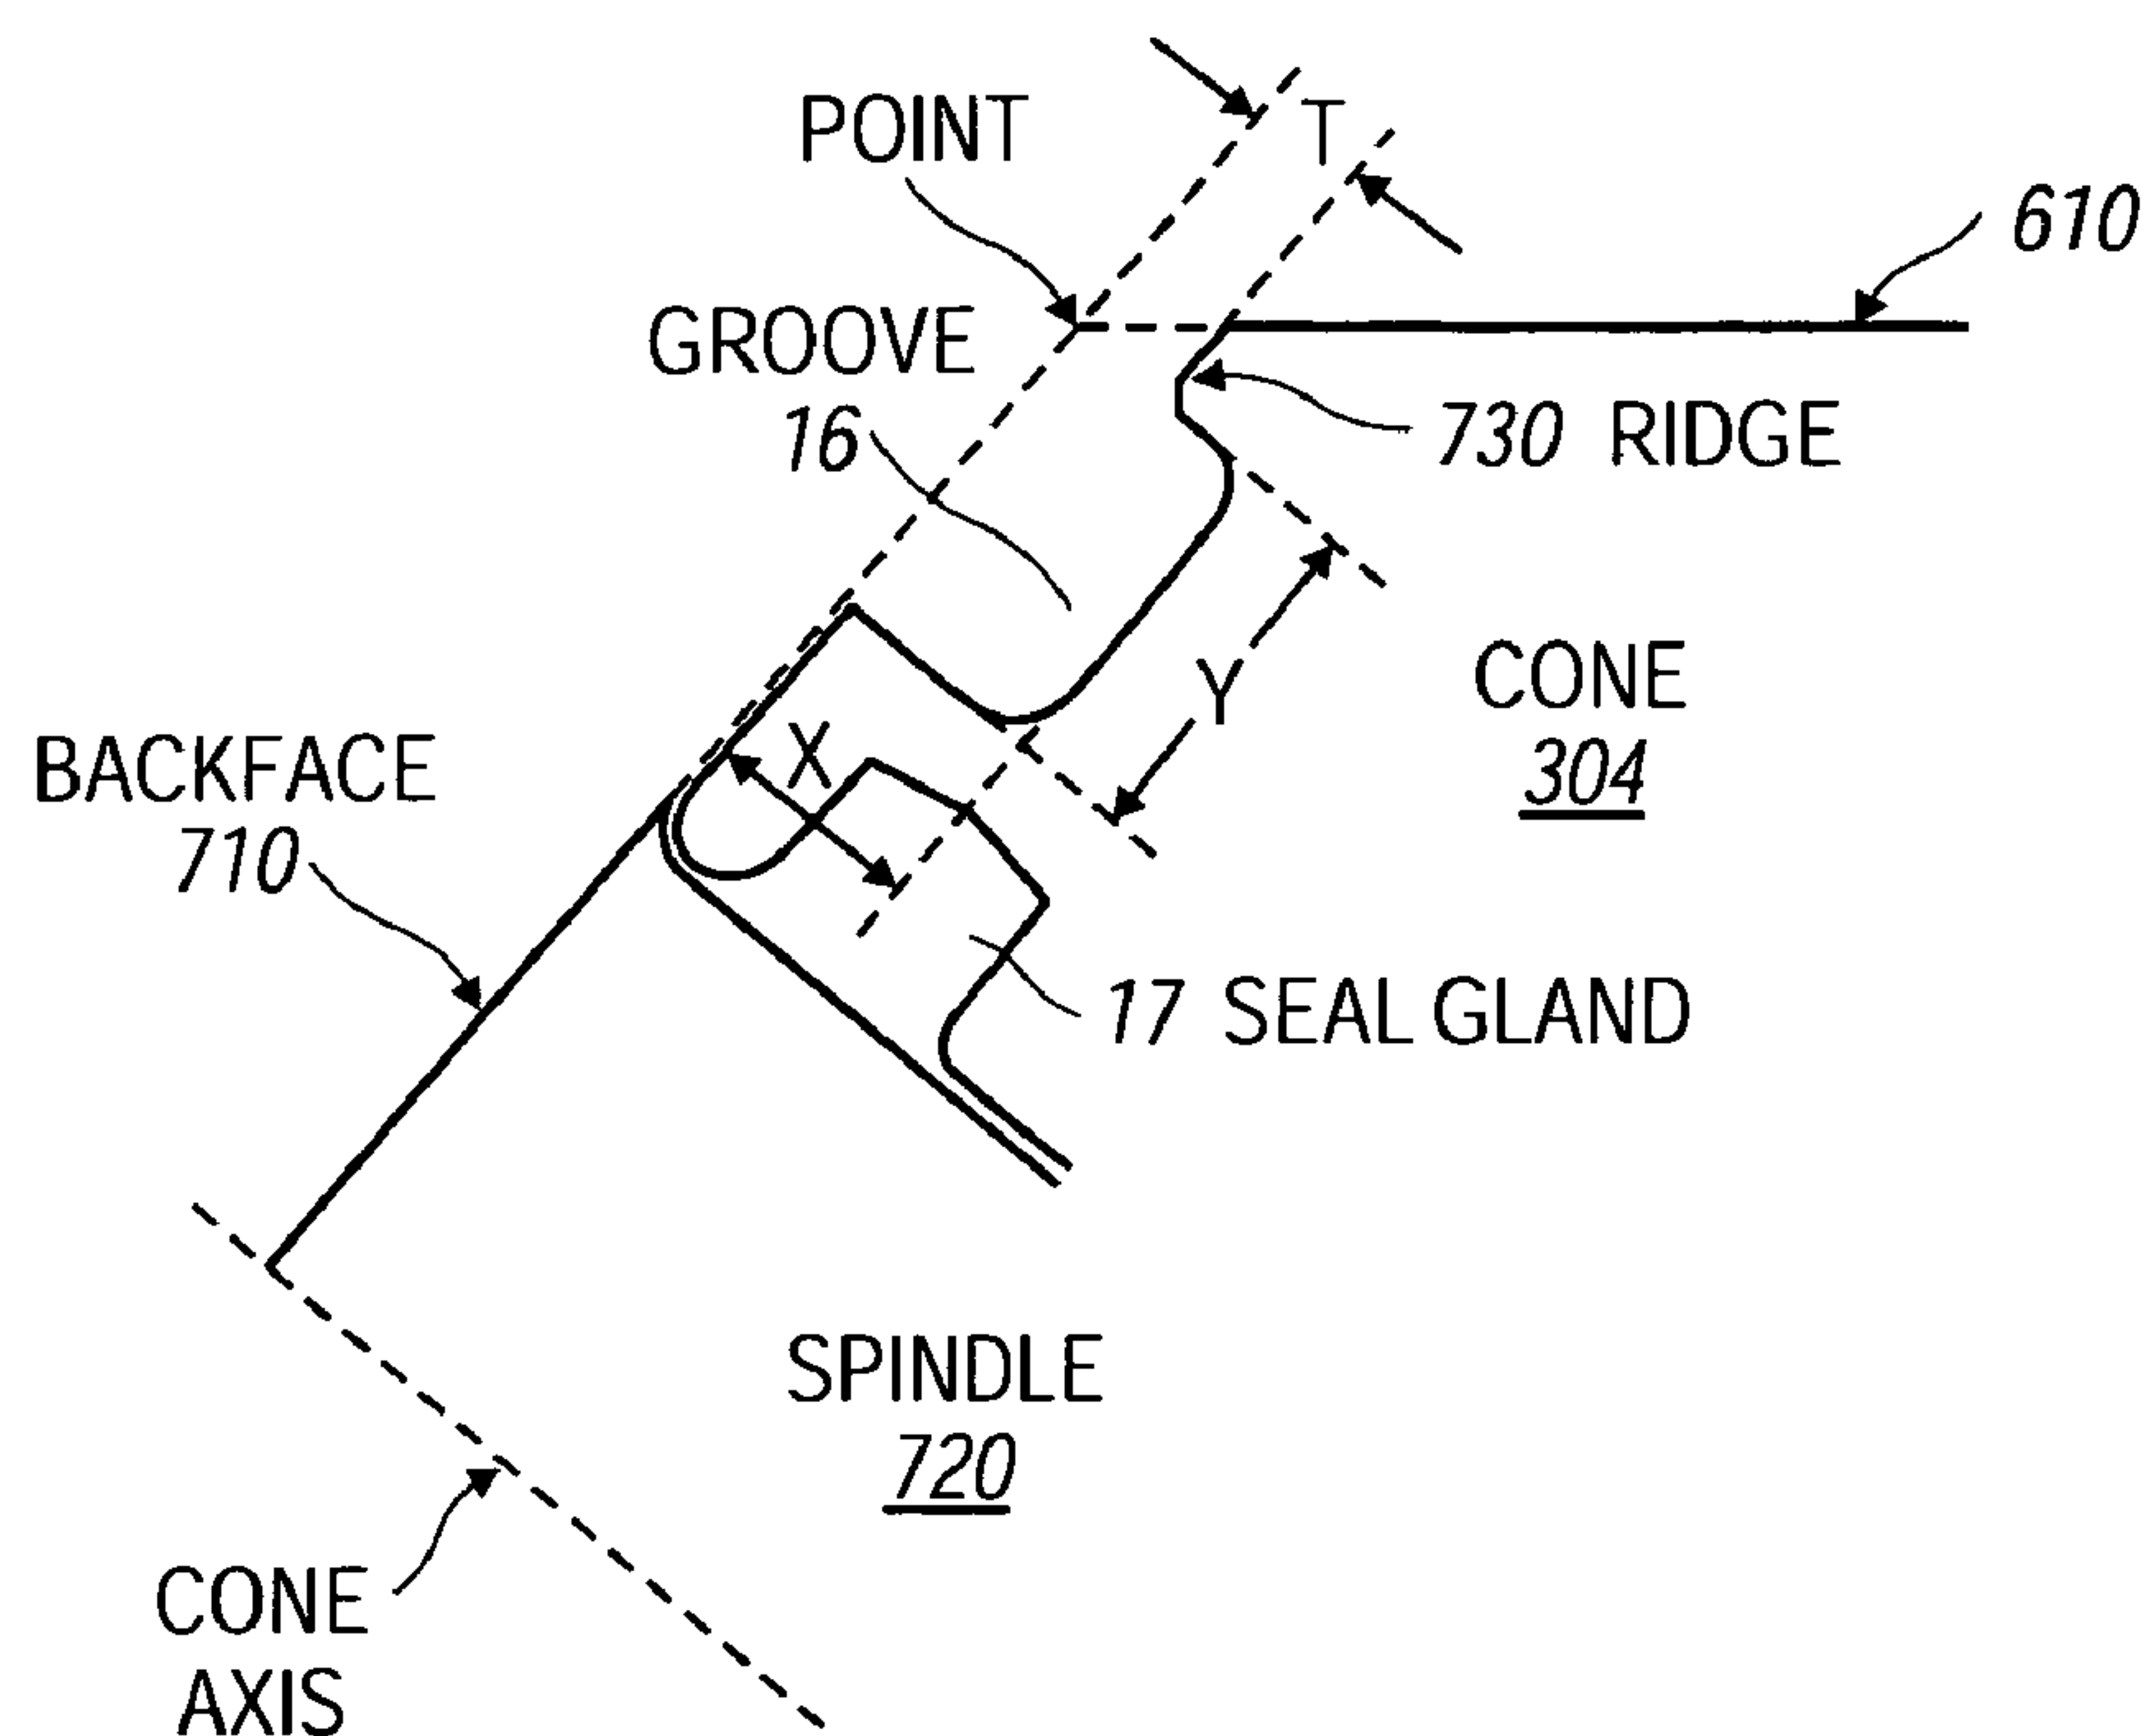 POINT
T
610
GROOVE
16
730 RIDGE
Y
CONE
304
X
BACKFACE
710
17 SEAL GLAND
SPINDLE
720
CONE
AXIS